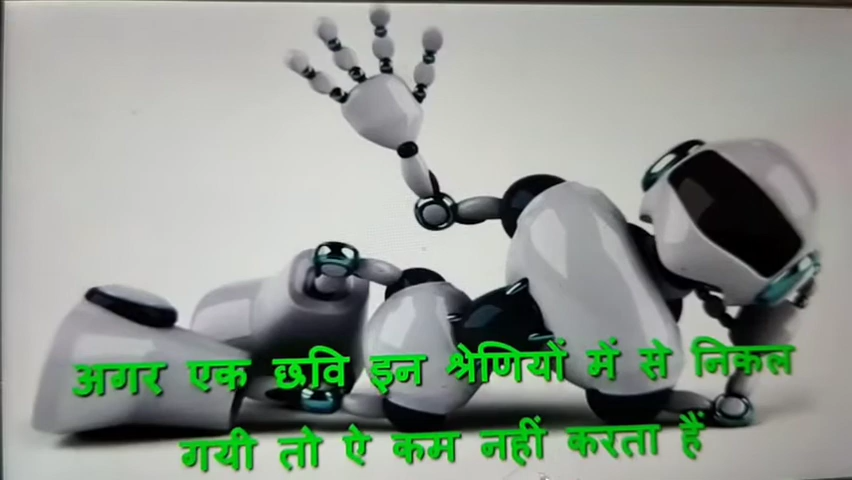 अगर एक छवि इन श्रेणियों में से निकल
गयी तो ऐ कम नहीं करता हैं